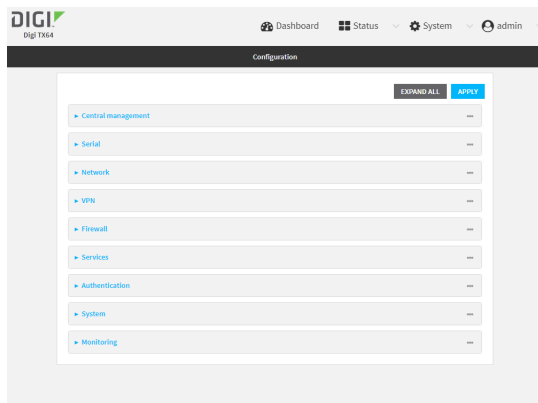 DIGI
Digi TX64
Dashboard Status System admin
Configuration
EXPAND ALL APPLY
Central management
Serial
Network
VPN
Firewall
Services
Authentication
System
Monitoring